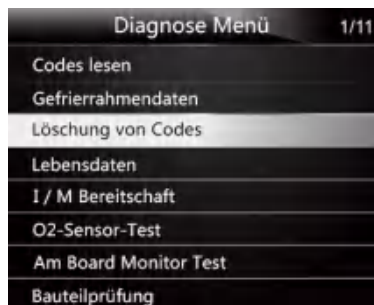 Diagnose Menü 1/11
Codes lesen
Gefrierrahmendaten
Löschung von Codes
Lebensdaten
I / M Bereitschaft
O2-Sensor-Test
Am Board Monitor Test
Bauteilprüfung